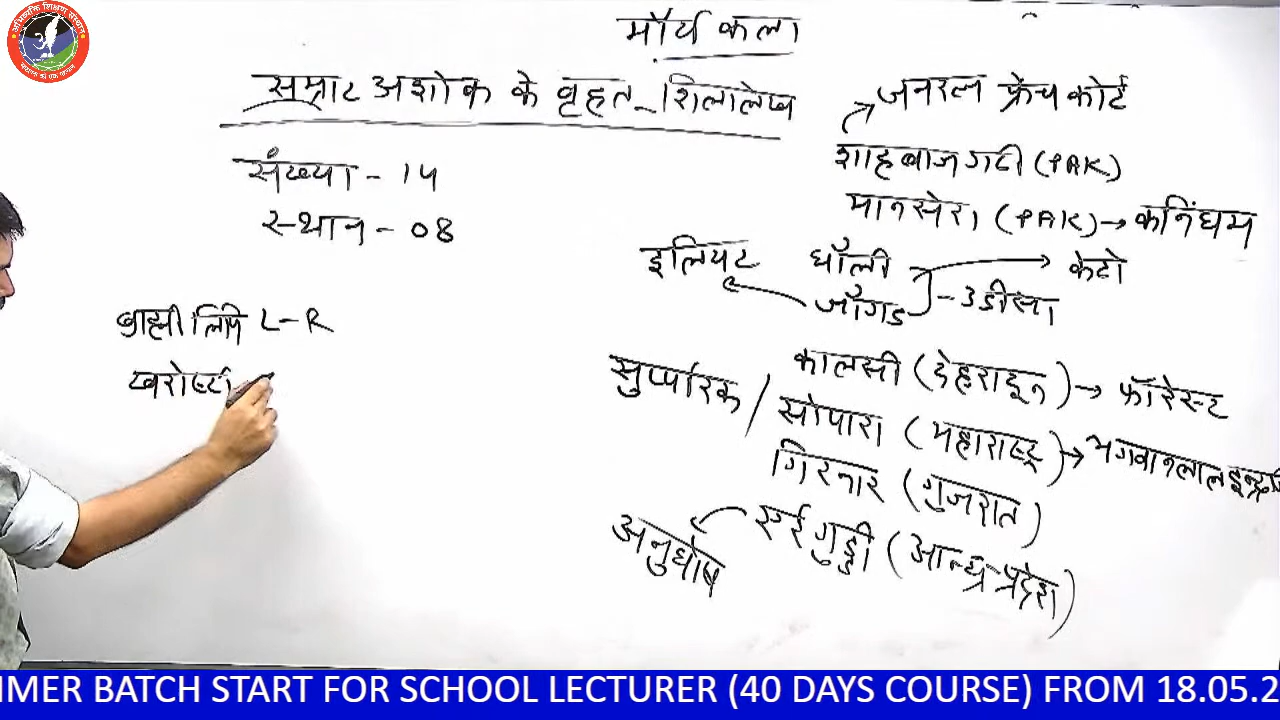 मौर्य कला
सम्राट अशोक के वृहत - शिलालेख
संख्या - 14
स्थान - 08
ब्राह्मी लिपि L-R
खरोष्ठी
जनरल फ्रेंच कोर्ट
शाहबाजगढी (PAK)
मानसेरा (PAK) → कनिंघम
इलियट धौली → केटो
जौगड - उडीसा
कालसी (देहरादून) → फॉरेस्ट
सुर्प्पारक / सोपारा (महाराष्ट्र) → भगवानलाल
गिरनार (गुजरात)
अनुघोष एर्रगुड्डी (आन्ध्रप्रदेश)
MMER BATCH START FOR SCHOOL LECTURER (40 DAYS COURSE) FROM 18.05.2